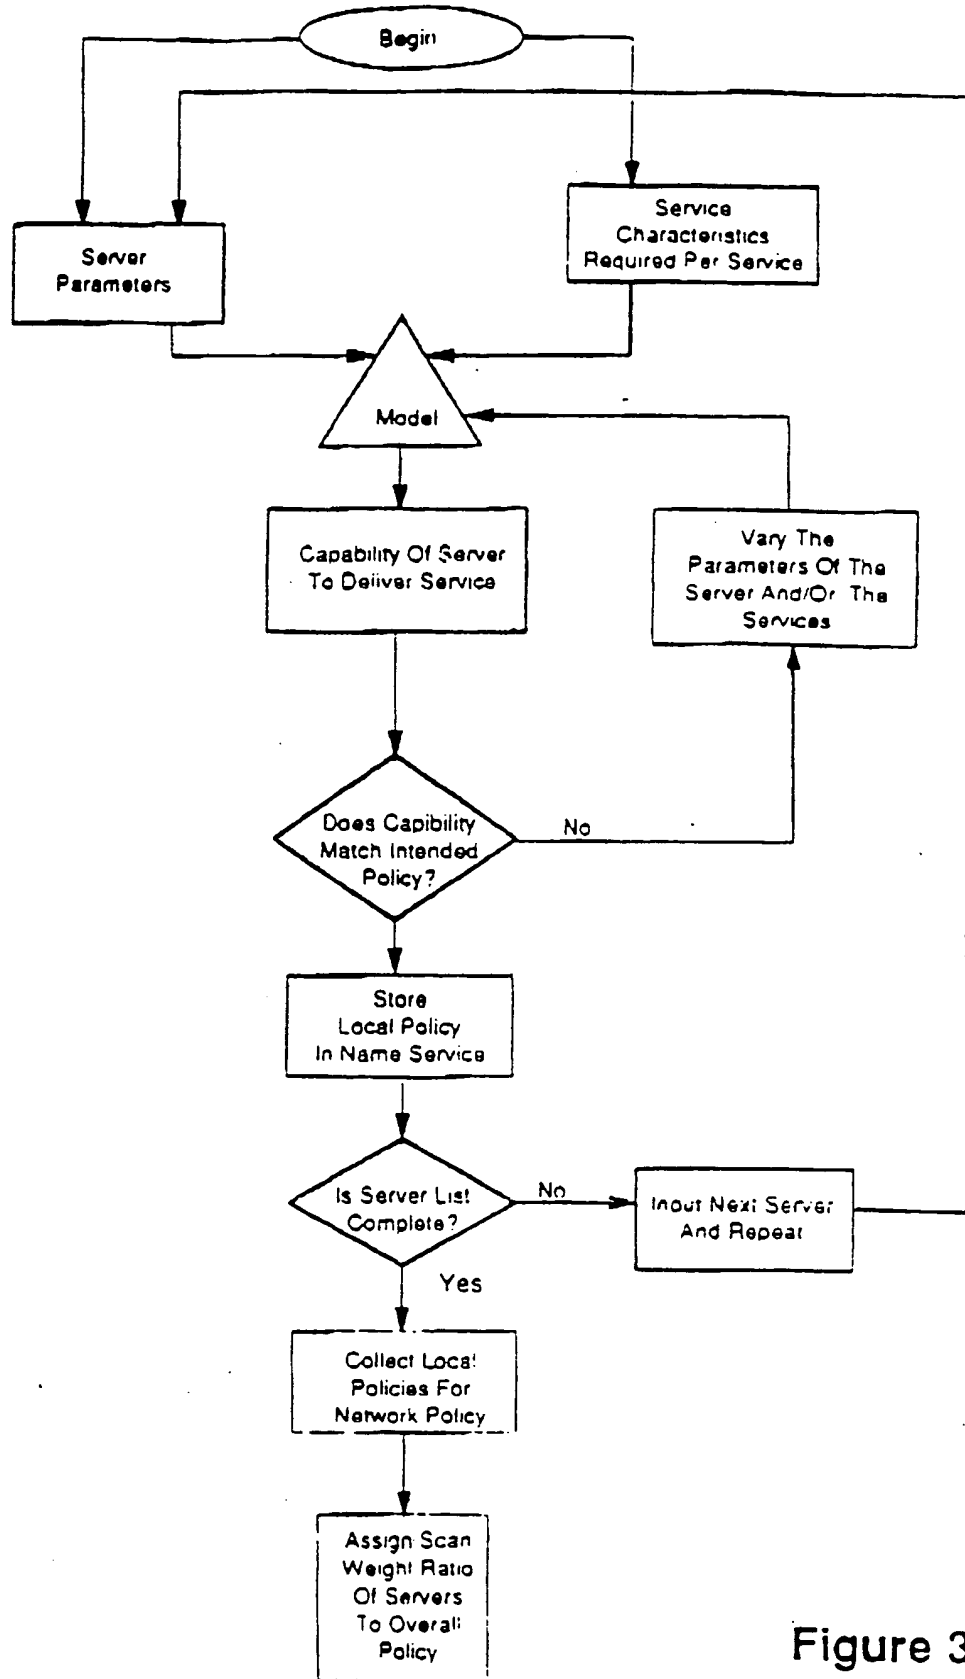 Begin
Server
Parameters
Service
Characteristics
Required Per Service
Model
Capability Of Server
To Deliver Service
Vary The
Parameters Of The
Server And/Or The
Services
Does Capibility
Match Intended
Policy?
No
Store
Local Policy
In Name Service
Is Server List
Complete?
No
Input Next Server
And Repeat
Yes
Collect Local
Policies For
Network Policy
Assign Scan
Weight Ratio
Of Servers
To Overall
Policy
Figure 3